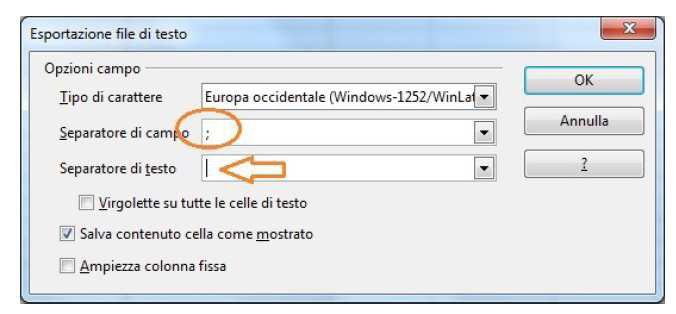 Esportazione file di testo
Opzioni campo
OK
Tipo di carattere Europa occidentale (Windows-1252/WinLat
Annulla
Separatore di campo ;
Separatore di testo
?
Virgolette su tutte le celle di testo
Salva contenuto cella come mostrato
Ampiezza colonna fissa